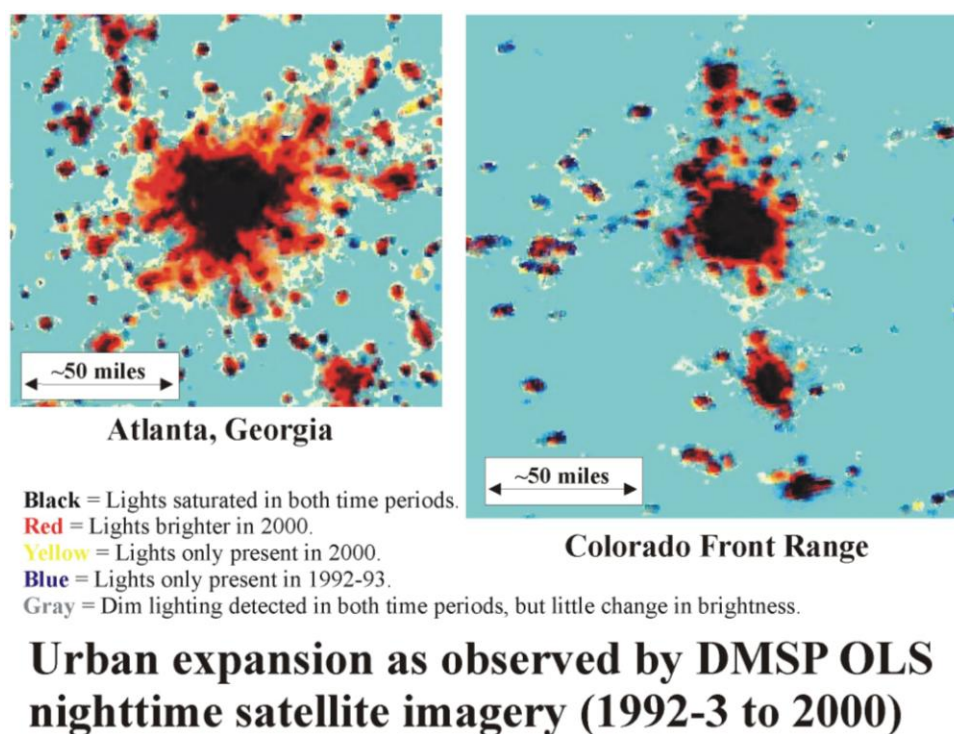 ~50 miles
Atlanta, Georgia
~50 miles
Colorado Front Range
Black = Lights saturated in both time periods.
Red = Lights brighter in 2000.
Yellow = Lights only present in 2000.
Blue = Lights only present in 1992-93.
Gray = Dim lighting detected in both time periods, but little change in brightness.
Urban expansion as observed by DMSP OLS
nighttime satellite imagery (1992-3 to 2000)